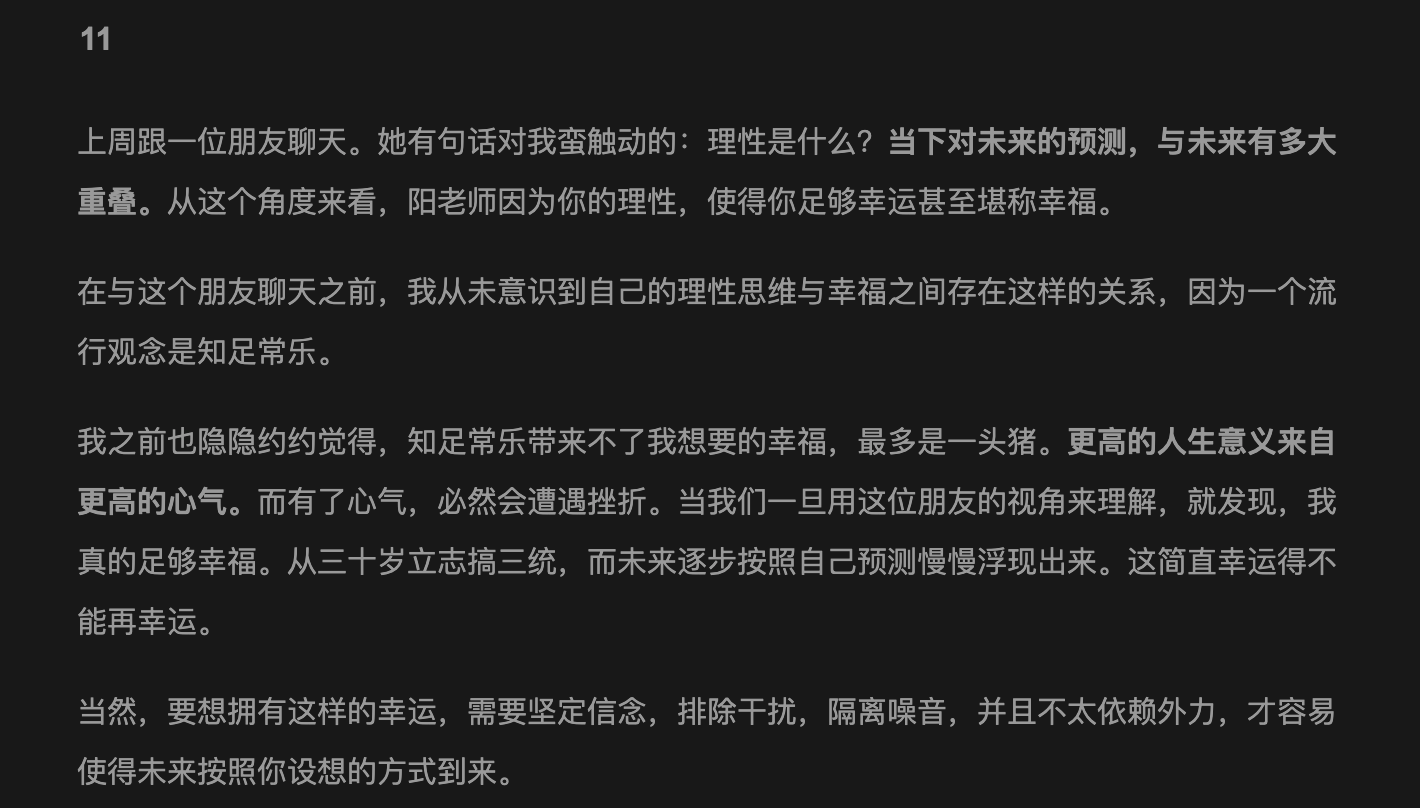 11
上周跟一位朋友聊天。她有句话对我蛮触动的：理性是什么？当下对未来的预测，与未来有多大
重叠。从这个角度来看，阳老师因为你的理性，使得你足够幸运甚至堪称幸福。
在与这个朋友聊天之前，我从未意识到自己的理性思维与幸福之间存在这样的关系，因为一个流
行观念是知足常乐。
我之前也隐隐约约觉得，知足常乐带来不了我想要的幸福，最多是一头猪。更高的人生意义来自
更高的心气。而有了心气，必然会遭遇挫折。当我们一旦用这位朋友的视角来理解，就发现，我
真的足够幸福。从三十岁立志搞三统，而未来逐步按照自己预测慢慢浮现出来。这简直幸运得不
能再幸运。
当然，要想拥有这样的幸运，需要坚定信念，排除干扰，隔离噪音，并且不太依赖外力，才容易
使得未来按照你设想的方式到来。